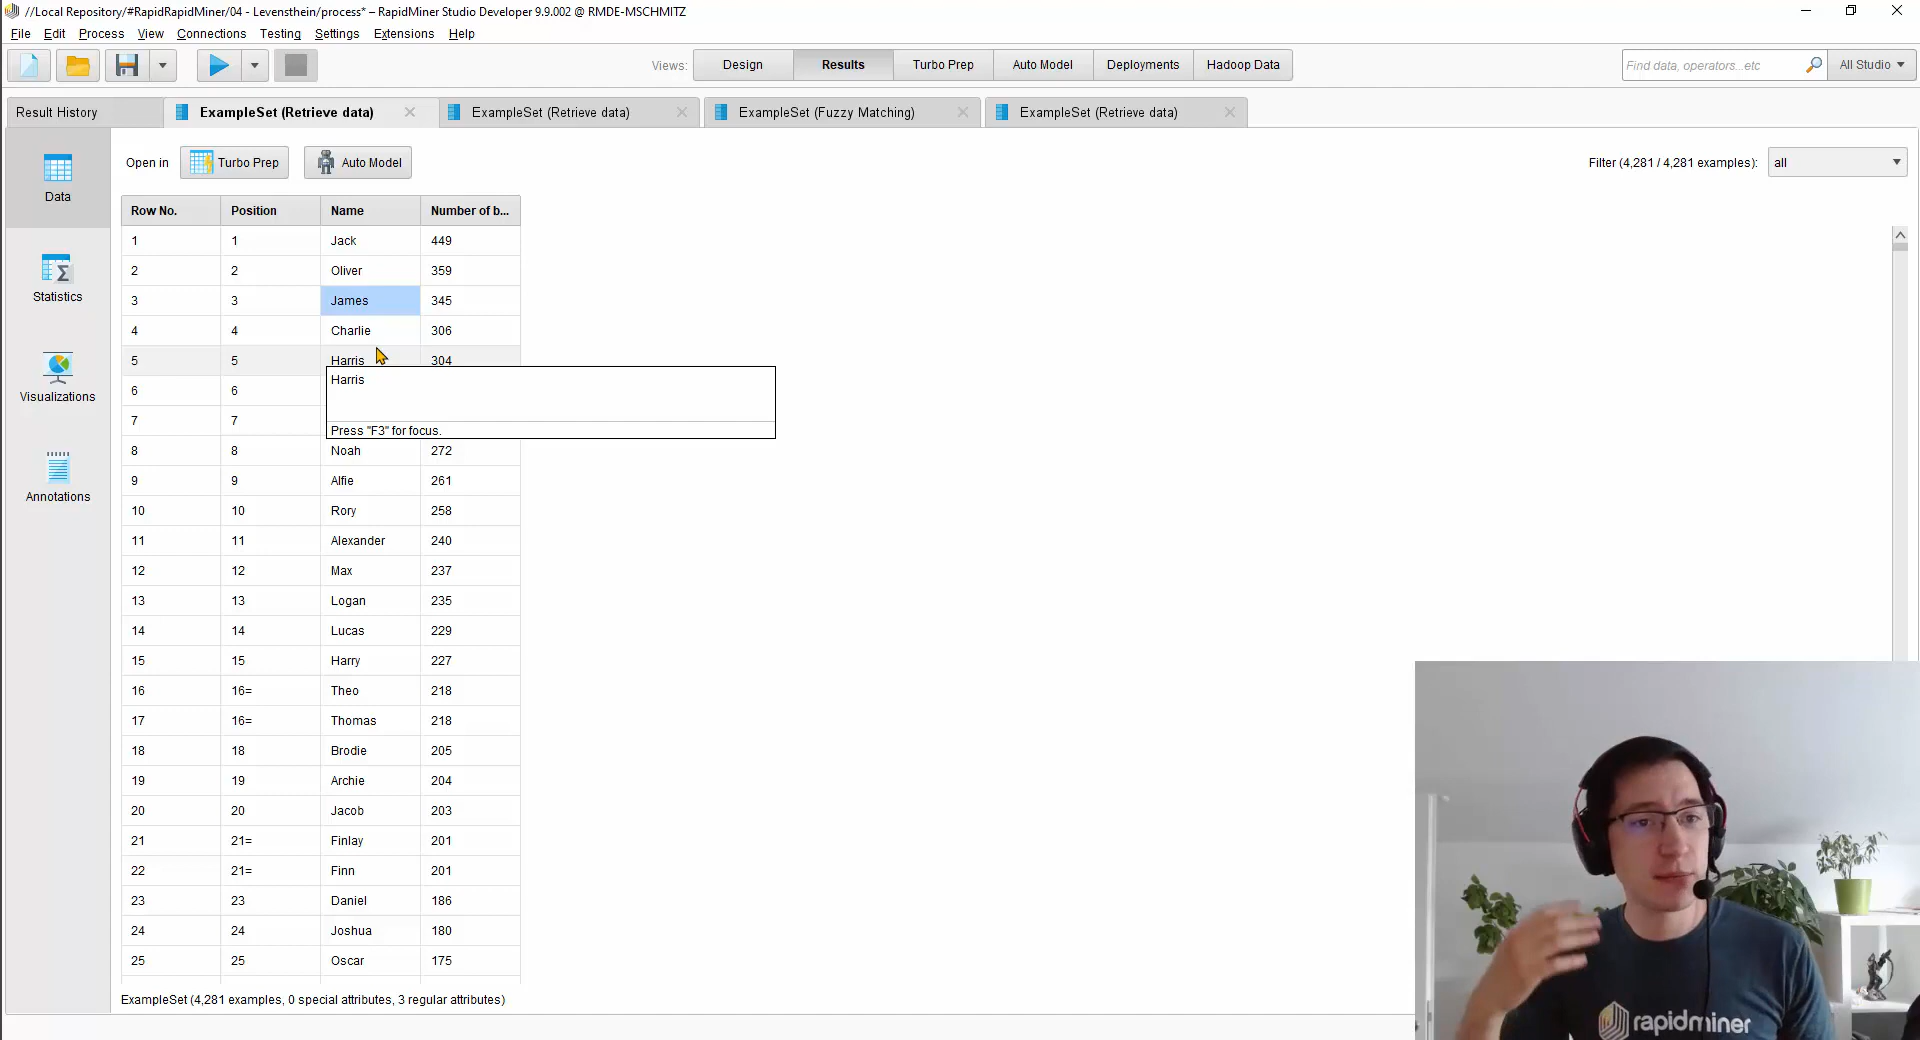 //Local Repository/#RapidRapidMiner/04 - Levensthein/process* – RapidMiner Studio Developer 9.9.002 @ RMDE-MSCHMITZ
File Edit Process View Connections Testing Settings Extensions Help
Views: Design Results Turbo Prep Auto Model Deployments Hadoop Data Find data, operators...etc All Studio
Result History ExampleSet (Retrieve data) ExampleSet (Retrieve data) ExampleSet (Fuzzy Matching) ExampleSet (Retrieve data)
Data
Statistics
Visualizations
Annotations
Open in Turbo Prep Auto Model Filter (4,281 / 4,281 examples): all
Row No. Position Name Number of b...
1 1 Jack 449
2 2 Oliver 359
3 3 James 345
4 4 Charlie 306
5 5 Harris 304
6 6
Harris
7 7
Press "F3" for focus.
8 8 Noah 272
9 9 Alfie 261
10 10 Rory 258
11 11 Alexander 240
12 12 Max 237
13 13 Logan 235
14 14 Lucas 229
15 15 Harry 227
16 16= Theo 218
17 16= Thomas 218
18 18 Brodie 205
19 19 Archie 204
20 20 Jacob 203
21 21= Finlay 201
22 21= Finn 201
23 23 Daniel 186
24 24 Joshua 180
25 25 Oscar 175
ExampleSet (4,281 examples, 0 special attributes, 3 regular attributes)
rapidminer